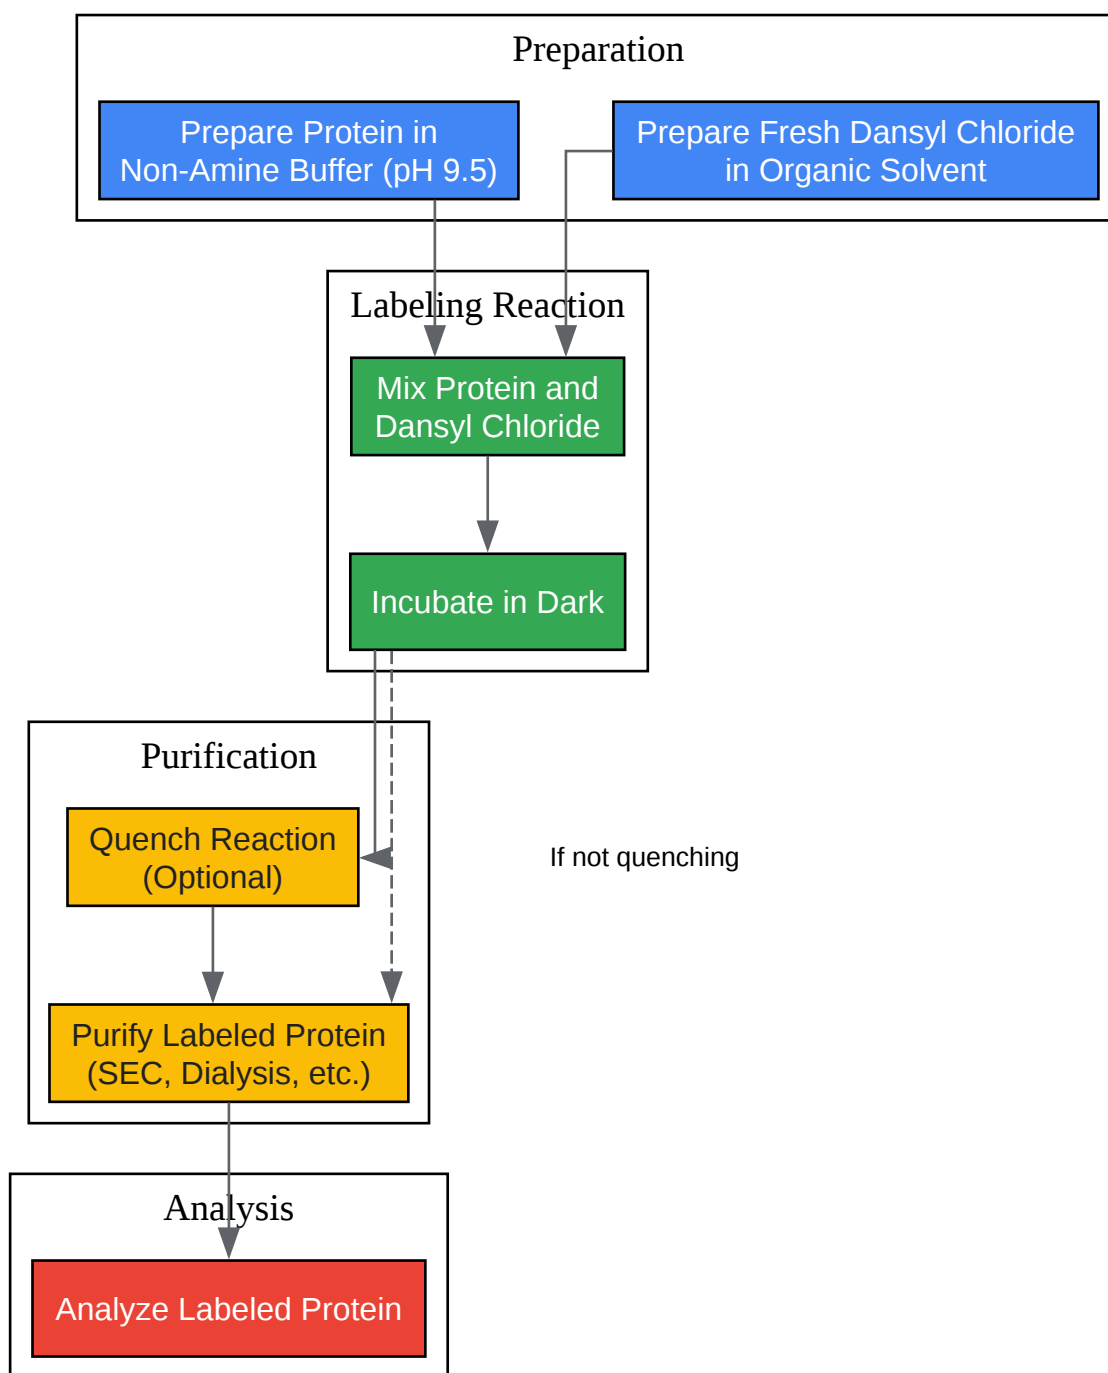 Preparation
Prepare Protein in
Non-Amine Buffer (pH 9.5)
Prepare Fresh Dansyl Chloride
in Organic Solvent
Labeling Reaction
Mix Protein and
Dansyl Chloride
Incubate in Dark
Purification
Quench Reaction
(Optional)
If not quenching
Purify Labeled Protein
(SEC, Dialysis, etc.)
Analysis
Analyze Labeled Protein